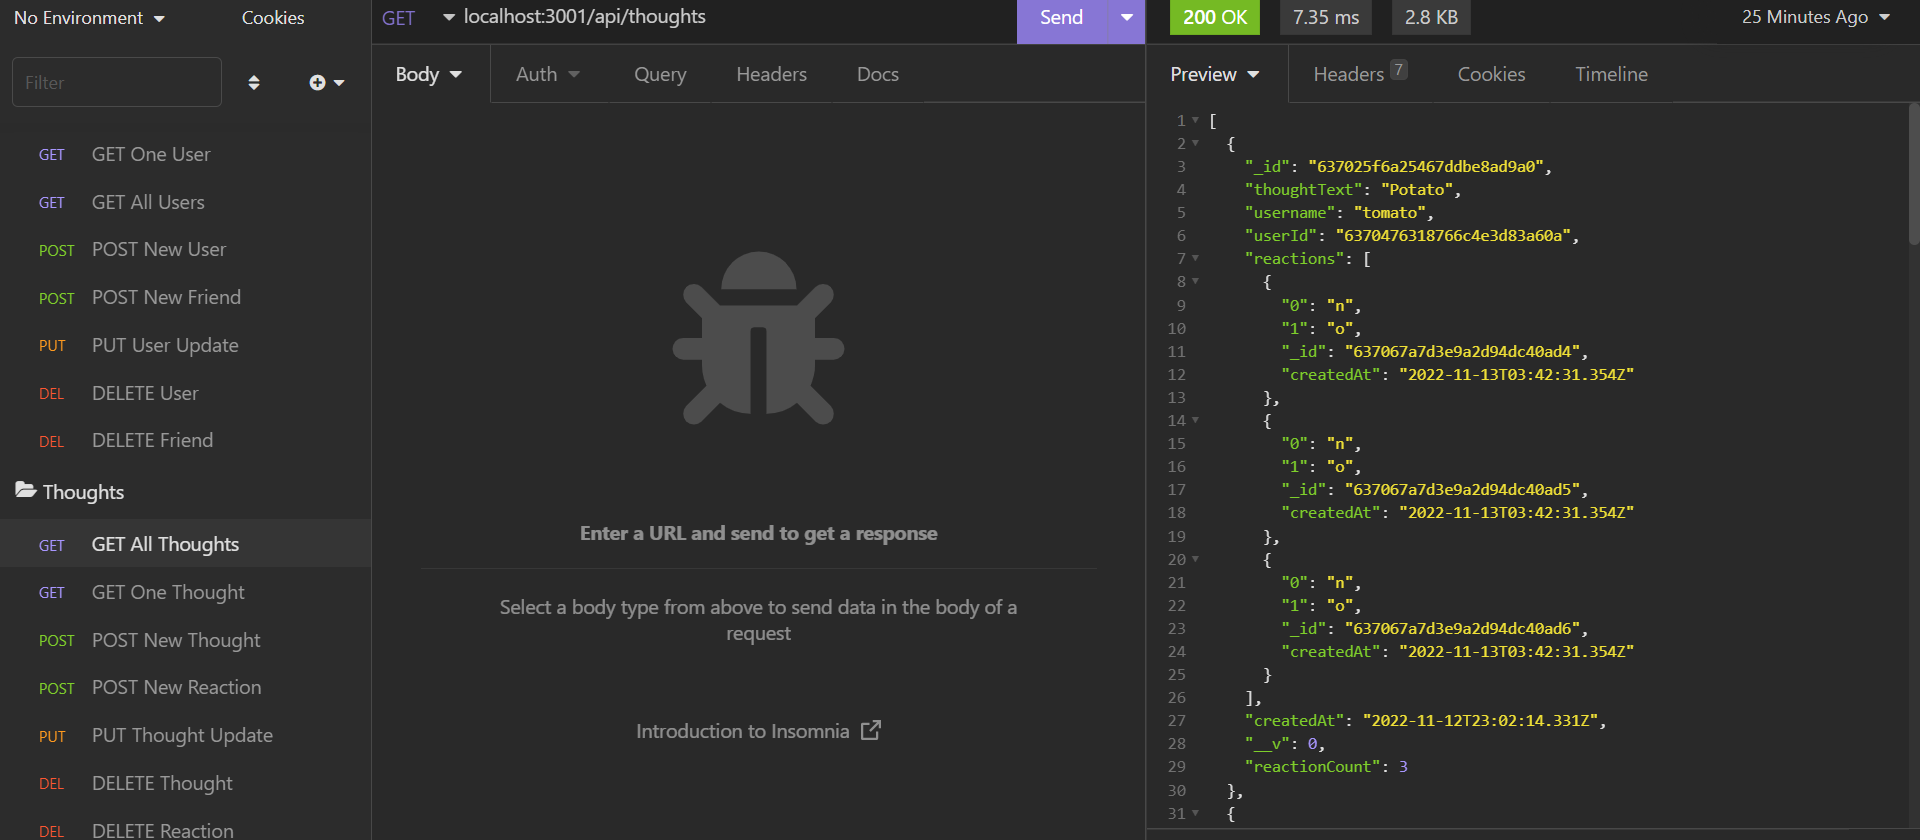 No Environment
Cookies
Filter
GET GET One User
GET GET All Users
POST POST New User
POST POST New Friend
PUT PUT User Update
DEL DELETE User
DEL DELETE Friend
Thoughts
GET GET All Thoughts
GET GET One Thought
POST POST New Thought
POST POST New Reaction
PUT PUT Thought Update
DEL DELETE Thought
DEL DELETE Reaction
GET localhost:3001/api/thoughts Send
Body Auth Query Headers Docs
Enter a URL and send to get a response
Select a body type from above to send data in the body of a
request
Introduction to Insomnia
200 OK 7.35 ms 2.8 KB 25 Minutes Ago
Preview Headers 7 Cookies Timeline
1 [
2 {
3 "_id": "637025f6a25467ddbe8ad9a0",
4 "thoughtText": "Potato",
5 "username": "tomato",
6 "userId": "6370476318766c4e3d83a60a",
7 "reactions": [
8 {
9 "0": "n",
10 "1": "o",
11 "_id": "637067a7d3e9a2d94dc40ad4",
12 "createdAt": "2022-11-13T03:42:31.354Z"
13 },
14 {
15 "0": "n",
16 "1": "o",
17 "_id": "637067a7d3e9a2d94dc40ad5",
18 "createdAt": "2022-11-13T03:42:31.354Z"
19 },
20 {
21 "0": "n",
22 "1": "o",
23 "_id": "637067a7d3e9a2d94dc40ad6",
24 "createdAt": "2022-11-13T03:42:31.354Z"
25 }
26 ],
27 "createdAt": "2022-11-12T23:02:14.331Z",
28 "__v": 0,
29 "reactionCount": 3
30 },
31 {